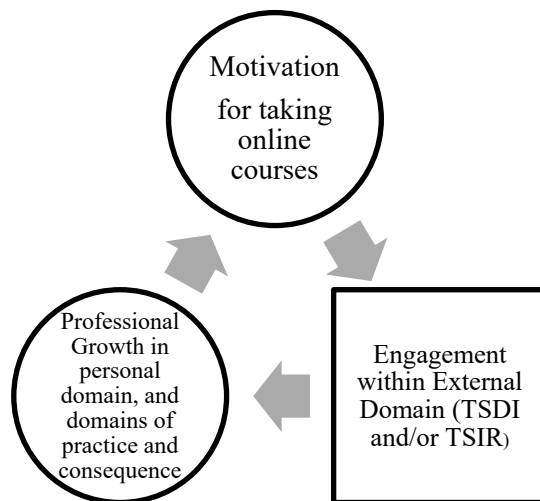 Motivation
for taking
online
courses
Engagement
within External
Domain (TSDI
and/or TSIR)
Professional
Growth in
personal
domain, and
domains of
practice and
consequence